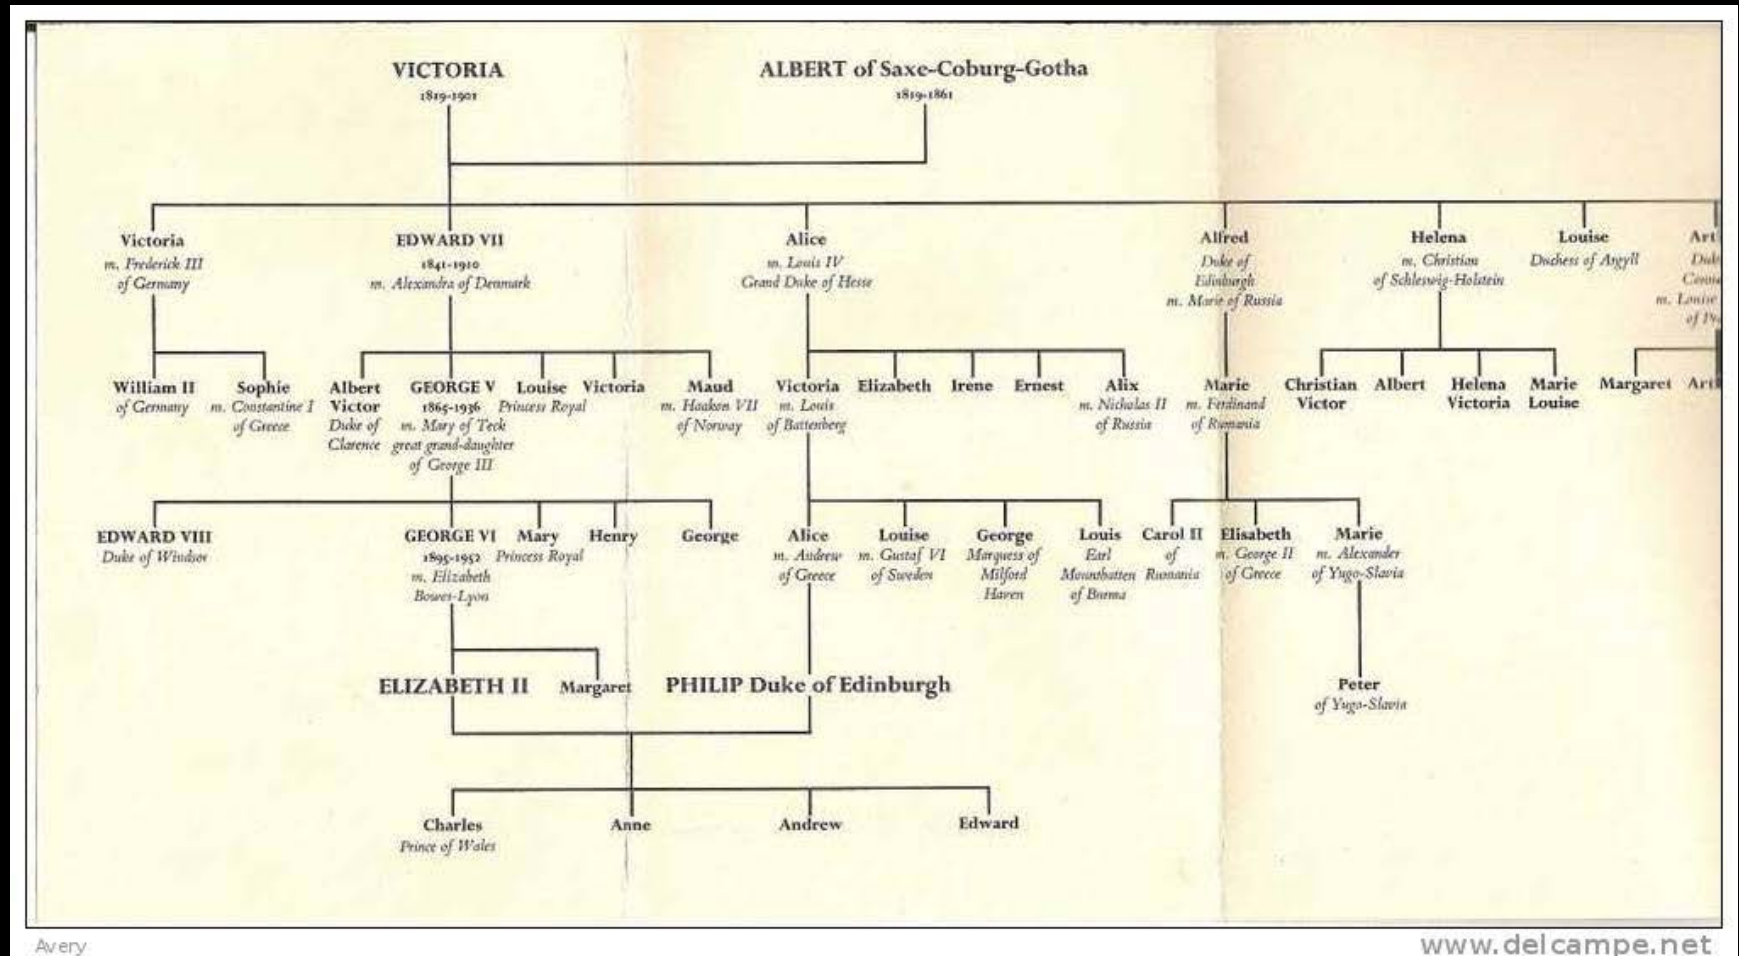 VICTORIA
1819-1901
ALBERT of Saxe-Coburg-Gotha
1819-1861
Victoria
m. Frederick III
of Germany
EDWARD VII
1841-1910
m. Alexandra of Denmark
Alice
m. Louis IV
Grand Duke of Hesse
Alfred
Duke of
Edinburgh
m. Marie of Russia
Helena
m. Christian
of Schleswig-Holstein
Louise
Duchess of Argyll
Art
m. Louise
of
William II
of Germany
Sophie
m. Constantine I
of Greece
Albert
Victor
Duke of
Clarence
GEORGE V
1865-1936
m. Mary of Teck
great grand-daughter
of George III
Louise
Princess Royal
Victoria
Maud
m. Haakon VII
of Norway
Victoria
m. Louis
of Battenberg
Elizabeth
Irene
Ernest
Alix
m. Nicholas II
of Russia
Marie
m. Ferdinand
of Rumania
Christian
Victor
Albert
Helena
Victoria
Marie
Louise
Margaret
Art
EDWARD VIII
Duke of Windsor
GEORGE VI
1895-1952
m. Elizabeth
Bowes-Lyon
Mary
Princess Royal
Henry
George
Alice
m. Andrew
of Greece
Louise
m. Gustaf VI
of Sweden
George
Marquess of
Milford
Haven
Louis
Earl
Mountbatten
of Burma
Carol II
of
Rumania
Elisabeth
m. George II
of Greece
Marie
m. Alexander
of Yugo-Slavia
ELIZABETH II
Margaret
PHILIP Duke of Edinburgh
Peter
of Yugo-Slavia
Charles
Prince of Wales
Anne
Andrew
Edward
Avery
www.delcampe.net